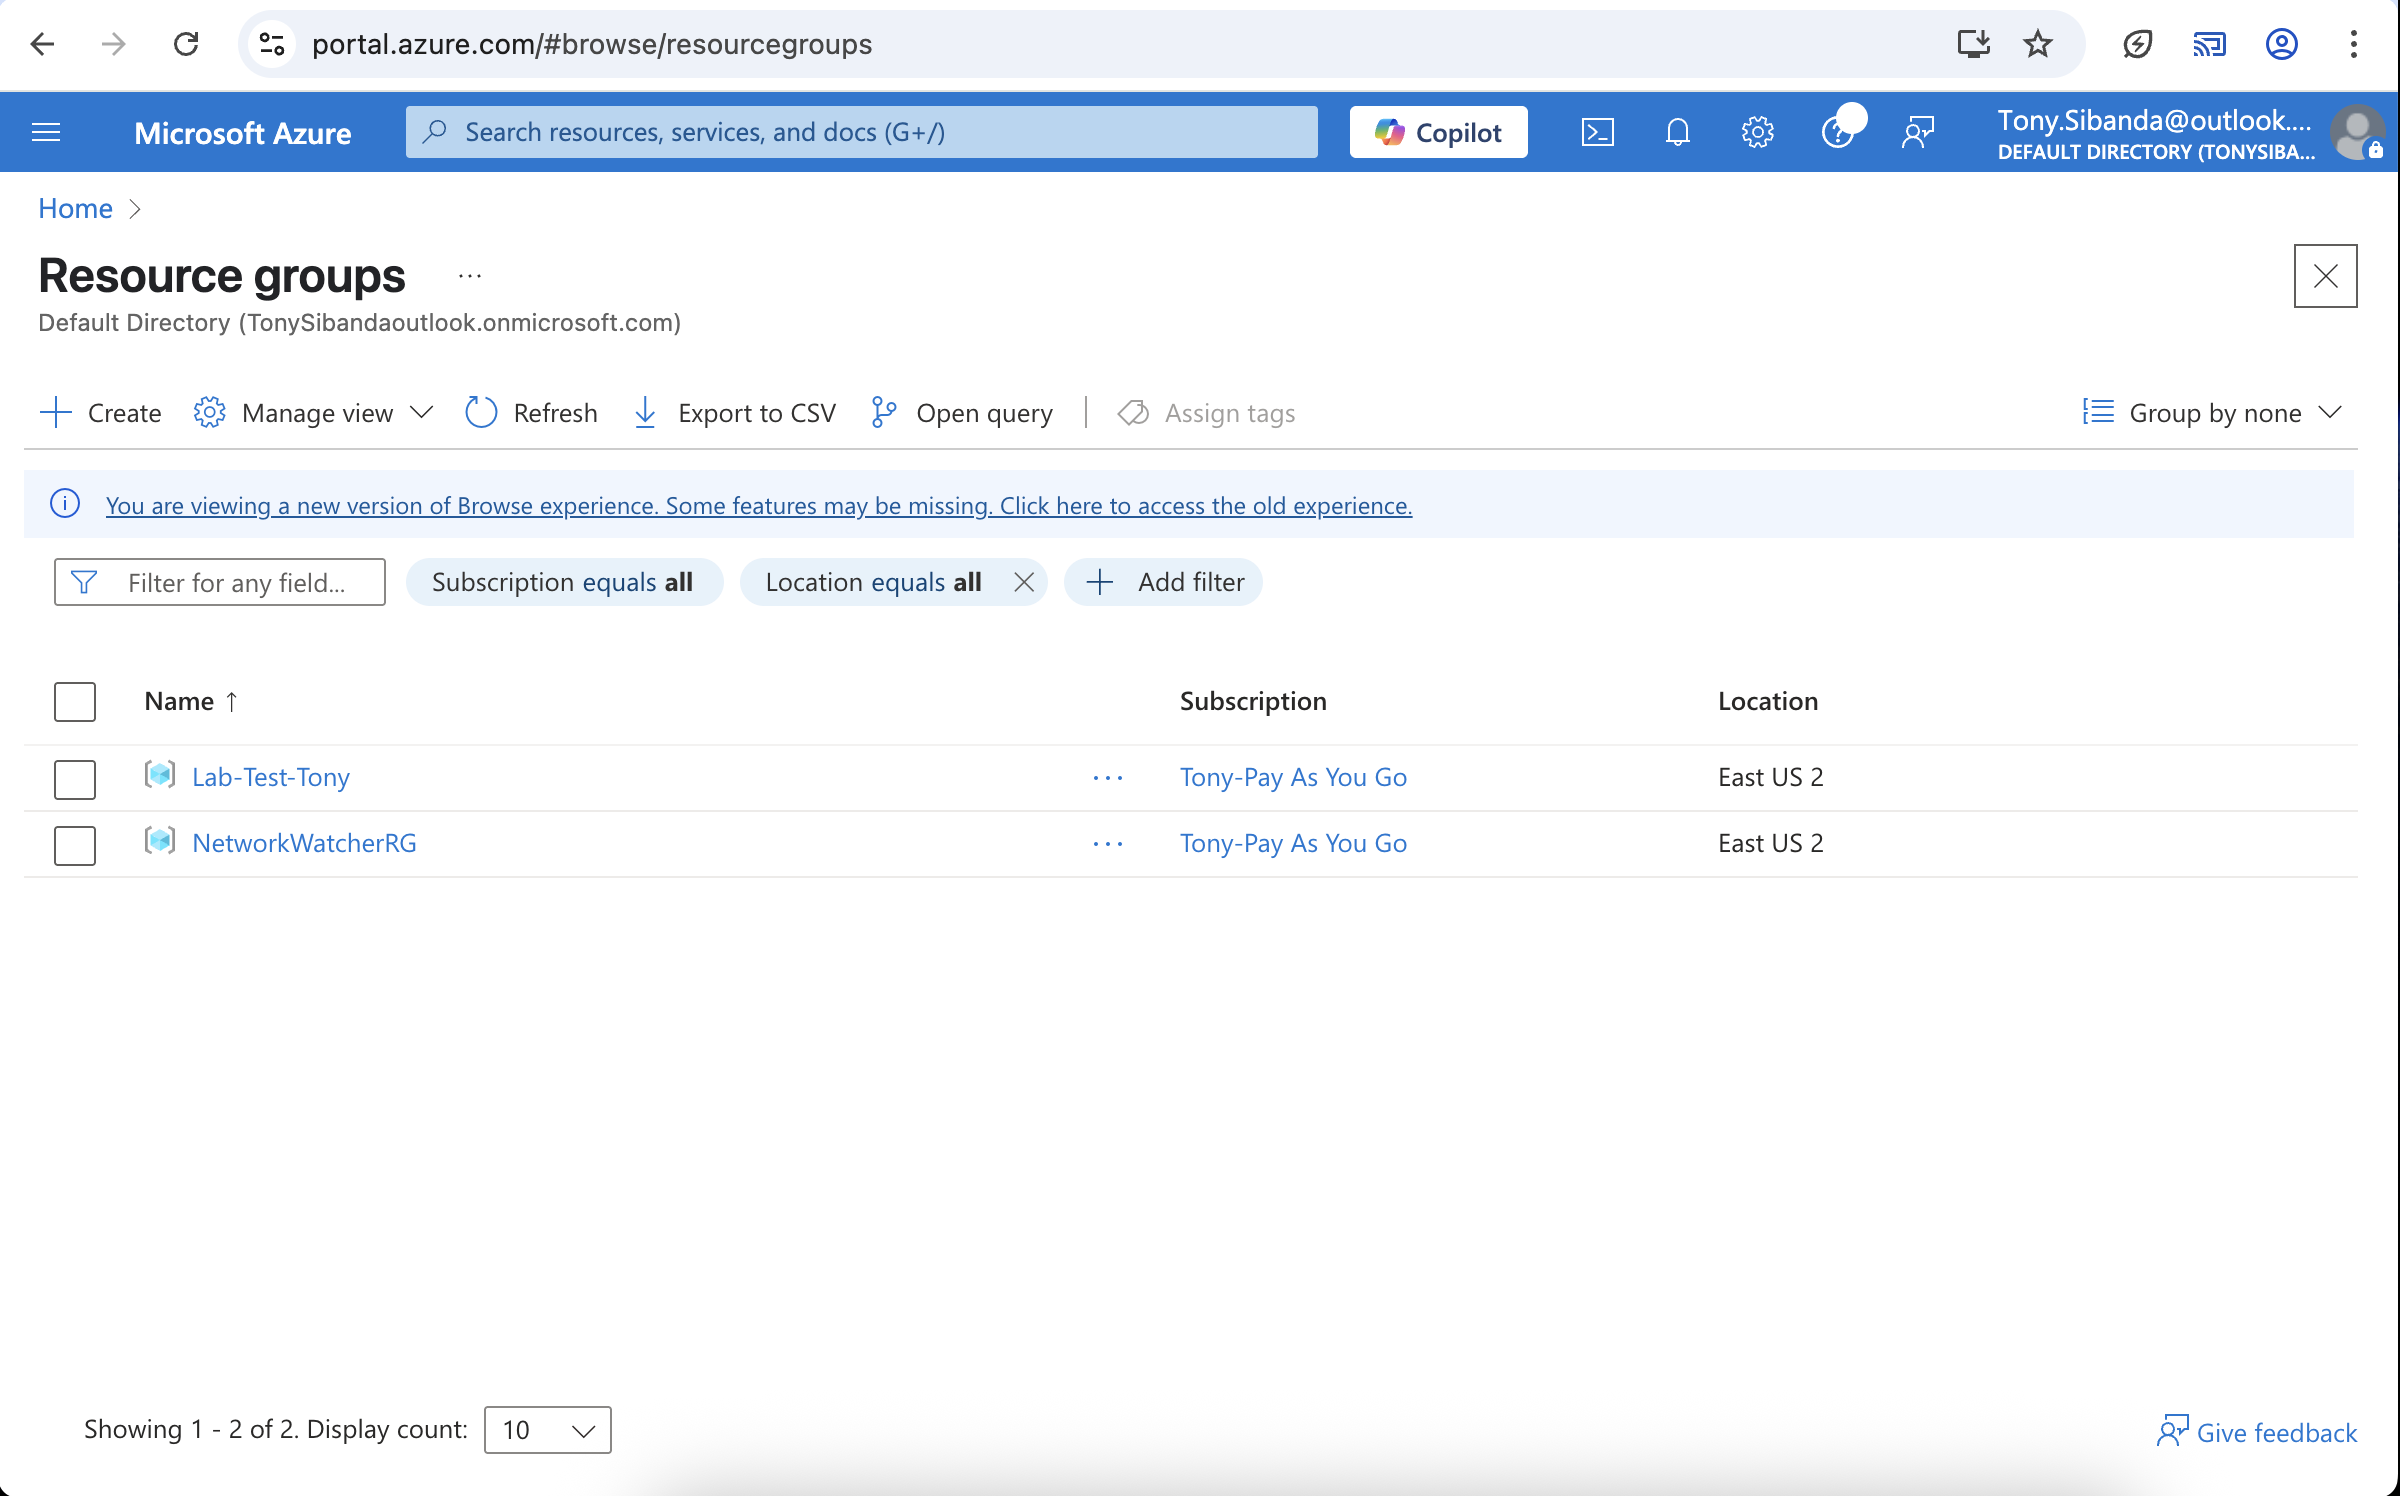 portal.azure.com/#browse/resourcegroups
Microsoft Azure
Search resources, services, and docs (G+/)
Copilot
Tony.Sibanda@outlook....
DEFAULT DIRECTORY (TONYSIBA...
Home
Resource groups ...
Default Directory (TonySibandaoutlook.onmicrosoft.com)
Create Manage view Refresh Export to CSV Open query Assign tags Group by none
You are viewing a new version of Browse experience. Some features may be missing. Click here to access the old experience.
Filter for any field... Subscription equals all Location equals all Add filter
Name ↑ Subscription Location
Lab-Test-Tony ... Tony-Pay As You Go East US 2
NetworkWatcherRG ... Tony-Pay As You Go East US 2
Showing 1 - 2 of 2. Display count: 10
Give feedback